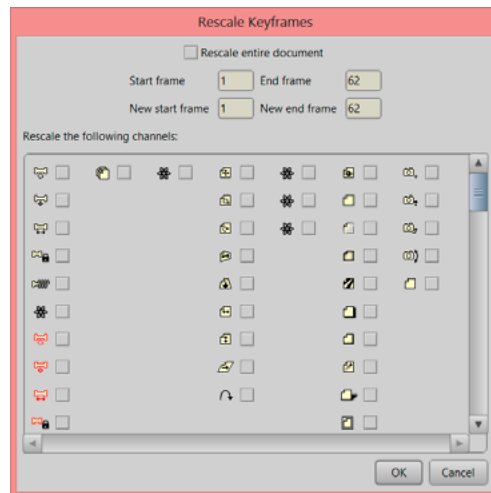 Rescale Keyframes
Rescale entire document
Start frame 1 End frame 62
New start frame 1 New end frame 62
Rescale the following channels:
OK Cancel